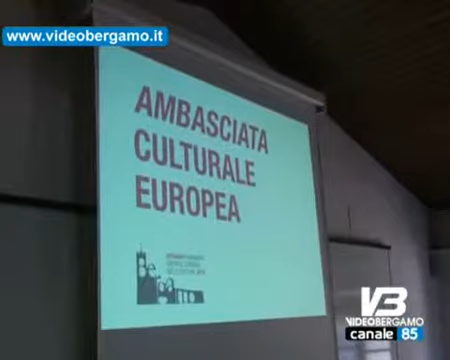 www.videobergamo.it
AMBASCIATA
CULTURALE
EUROPEA
VB
VIDEOBERGAMO
canale 85